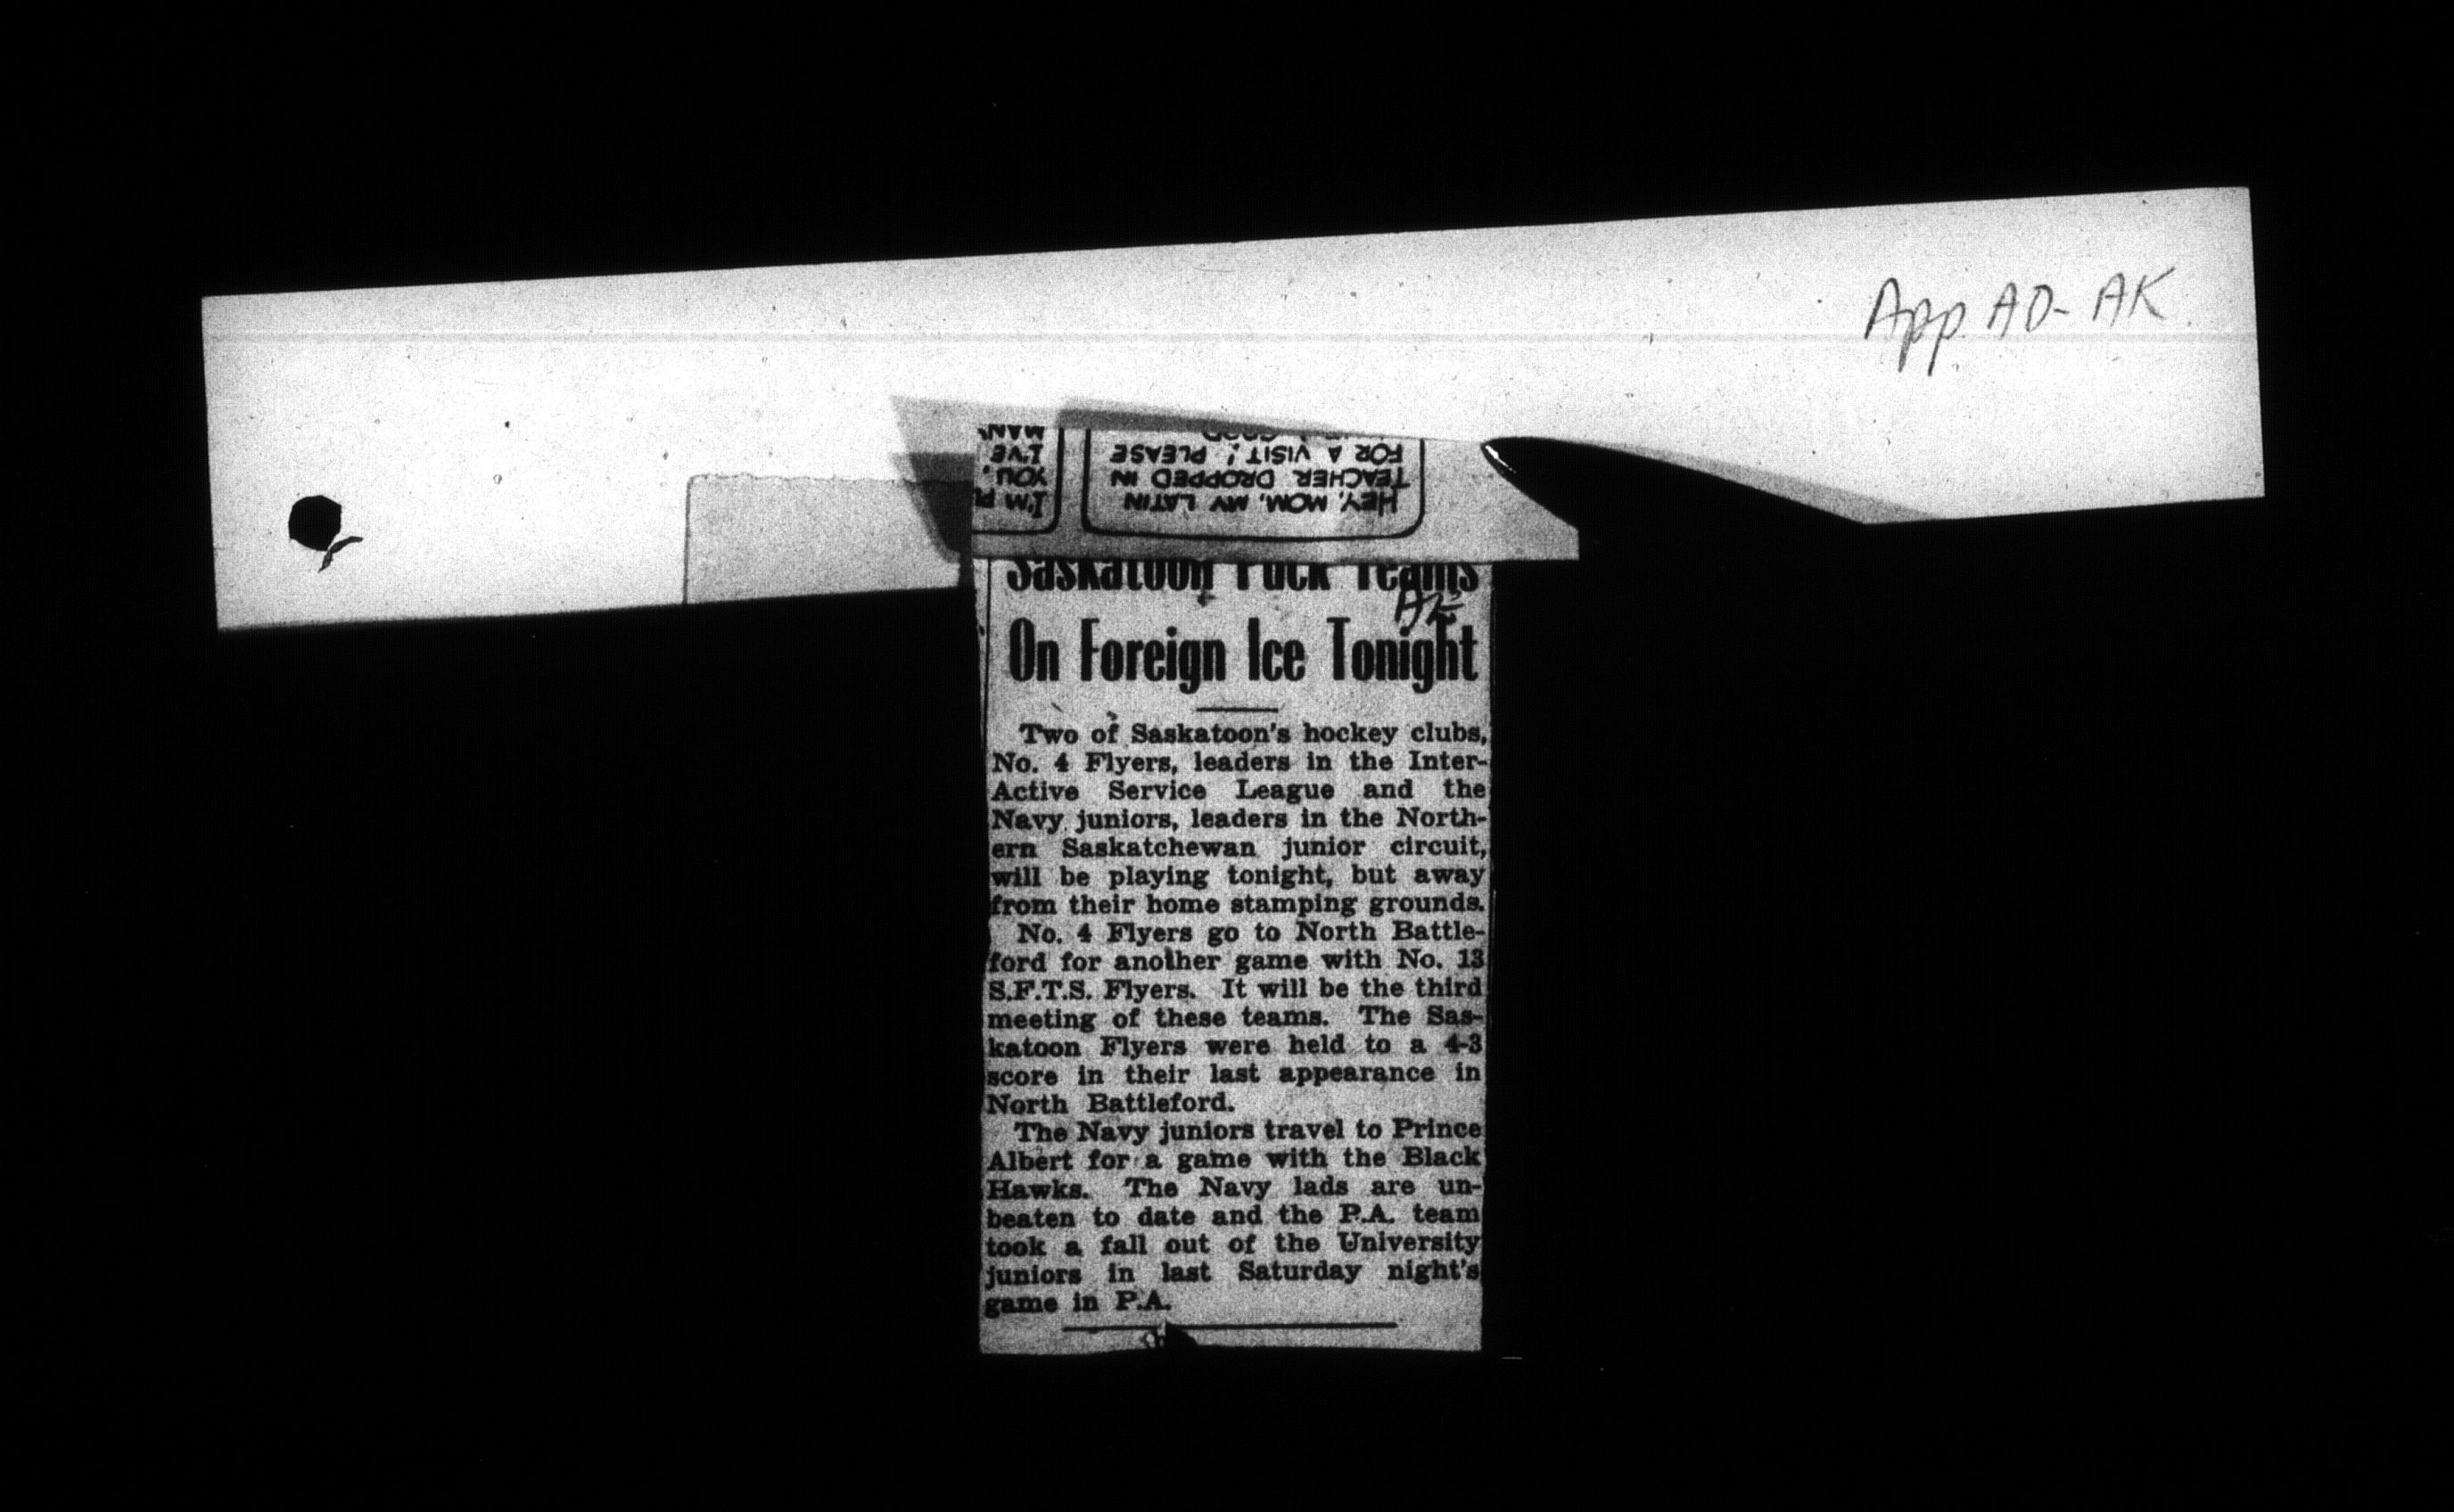 App. AD-AK
MAN,
I'VE
YOU,
I'M
FOR A VISIT; PLEASE
TEACHER DROPPED IN
HEY, MOM, MY LATIN
Saskatoon Puck Teams
AK
On Foreign Ice Tonight
Two of Saskatoon's hockey clubs,
No. 4 Flyers, leaders in the Inter-
Active Service League and the
Navy juniors, leaders in the North-
ern Saskatchewan junior circuit,
will be playing tonight, but away
from their home stamping grounds.
No. 4 Flyers go to North Battle-
ford for another game with No. 13
S.F.T.S. Flyers. It will be the third
meeting of these teams. The Sas-
katoon Flyers were held to a 4-3
score in their last appearance in
North Battleford.
The Navy juniors travel to Prince
Albert for a game with the Black
Hawks. The Navy lads are un-
beaten to date and the P.A. team
took a fall out of the University
juniors in last Saturday night's
game in P.A.